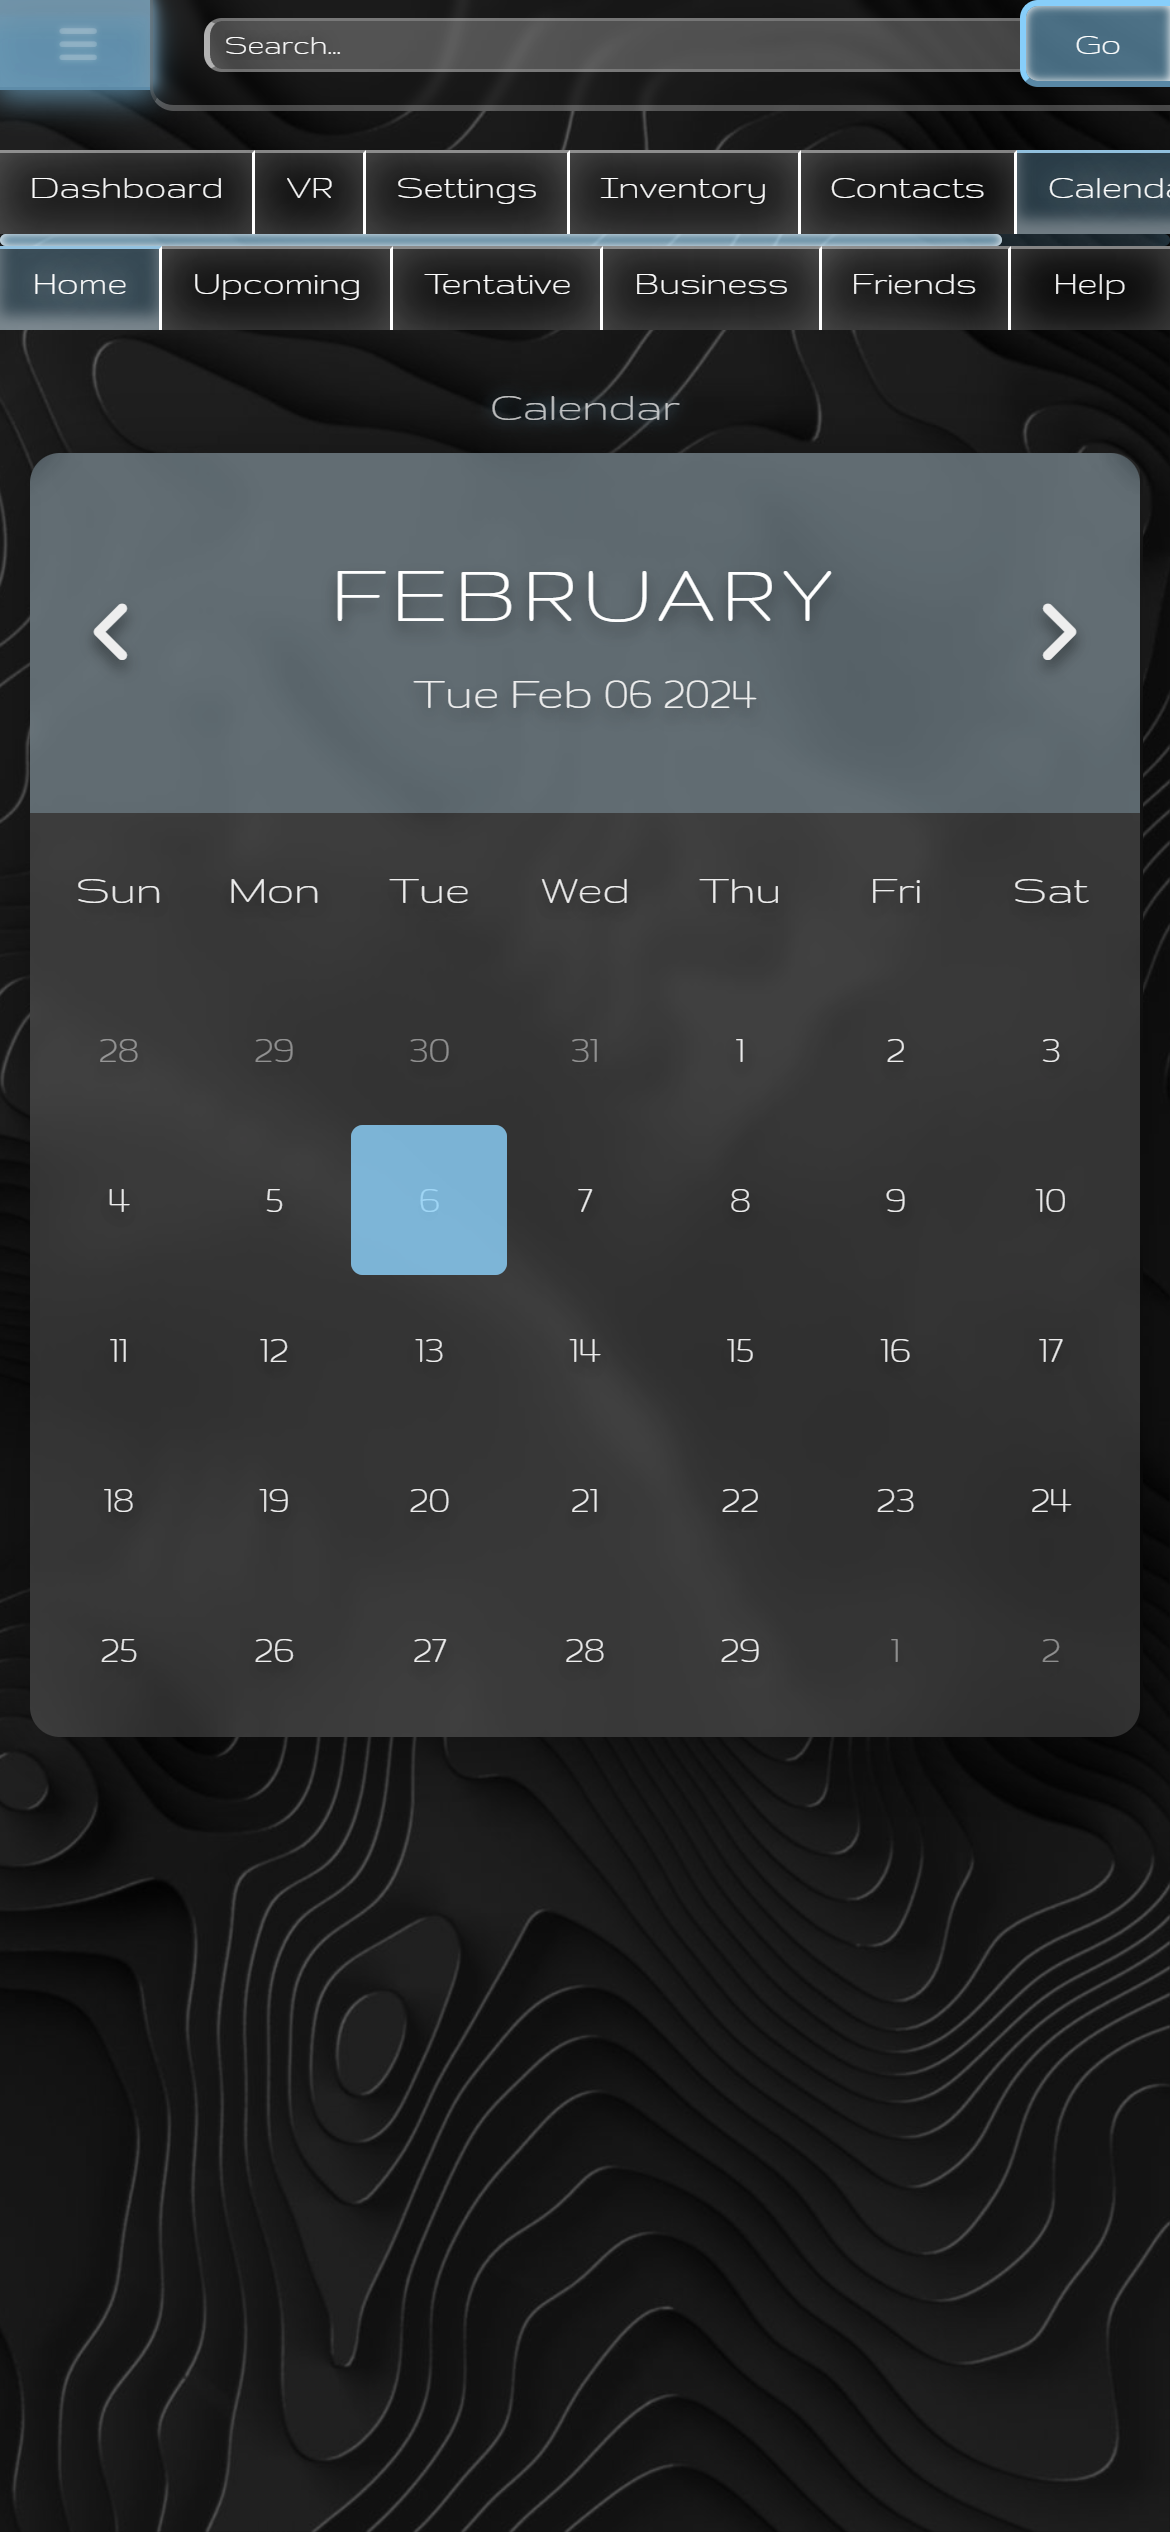 Search... Go
Dashboard VR Settings Inventory Contacts Calenda
Home Upcoming Tentative Business Friends Help
Calendar
FEBRUARY
Tue Feb 06 2024
Sun Mon Tue Wed Thu Fri Sat
28 29 30 31 1 2 3
4 5 6 7 8 9 10
11 12 13 14 15 16 17
18 19 20 21 22 23 24
25 26 27 28 29 1 2